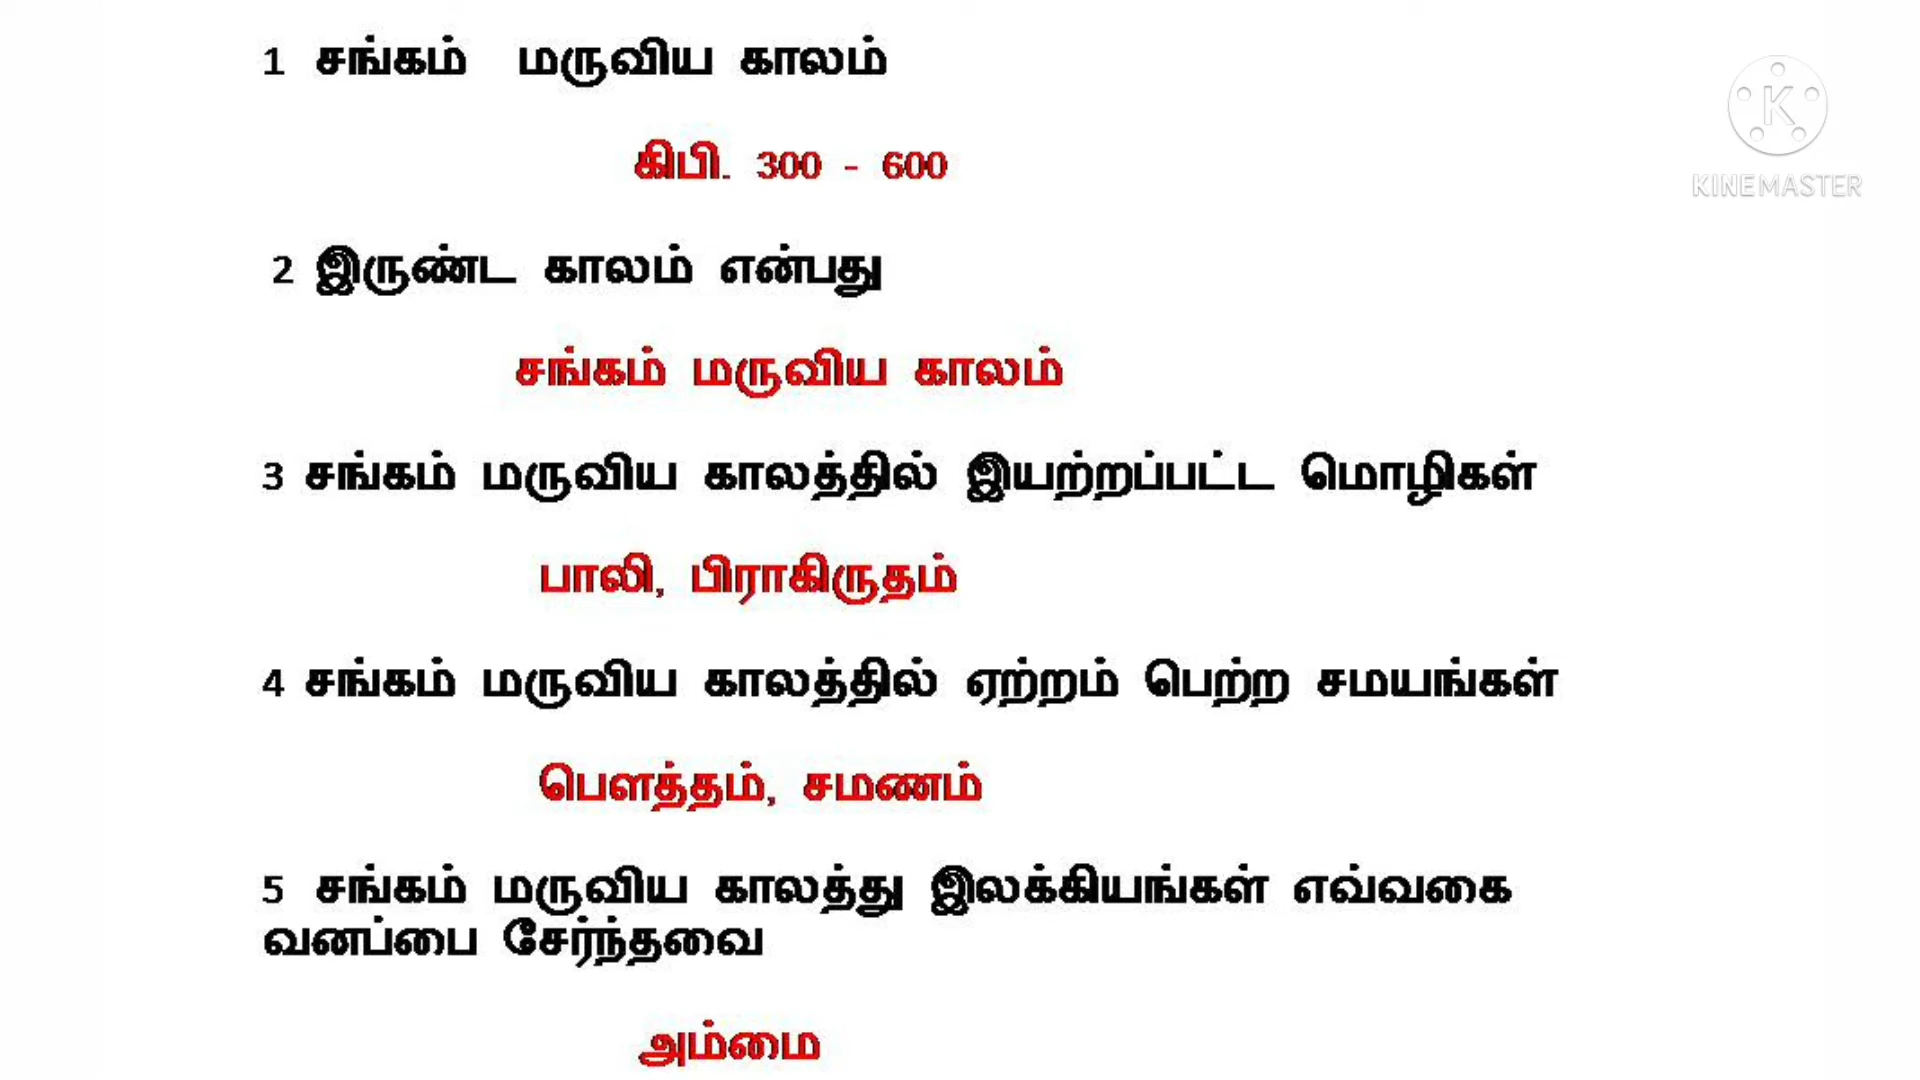 1 சங்கம் மருவிய காலம்
கிபி. 300 - 600
K
KINEMASTER
2 இருண்ட காலம் என்பது
சங்கம் மருவிய காலம்
3 சங்கம் மருவிய காலத்தில் இயற்றப்பட்ட மொழிகள்
பாலி, பிராகிருதம்
4 சங்கம் மருவிய காலத்தில் ஏற்றம் பெற்ற சமயங்கள்
பௌத்தம், சமணம்
5 சங்கம் மருவிய காலத்து இலக்கியங்கள் எவ்வகை
வனப்பை சேர்ந்தவை
அம்மை